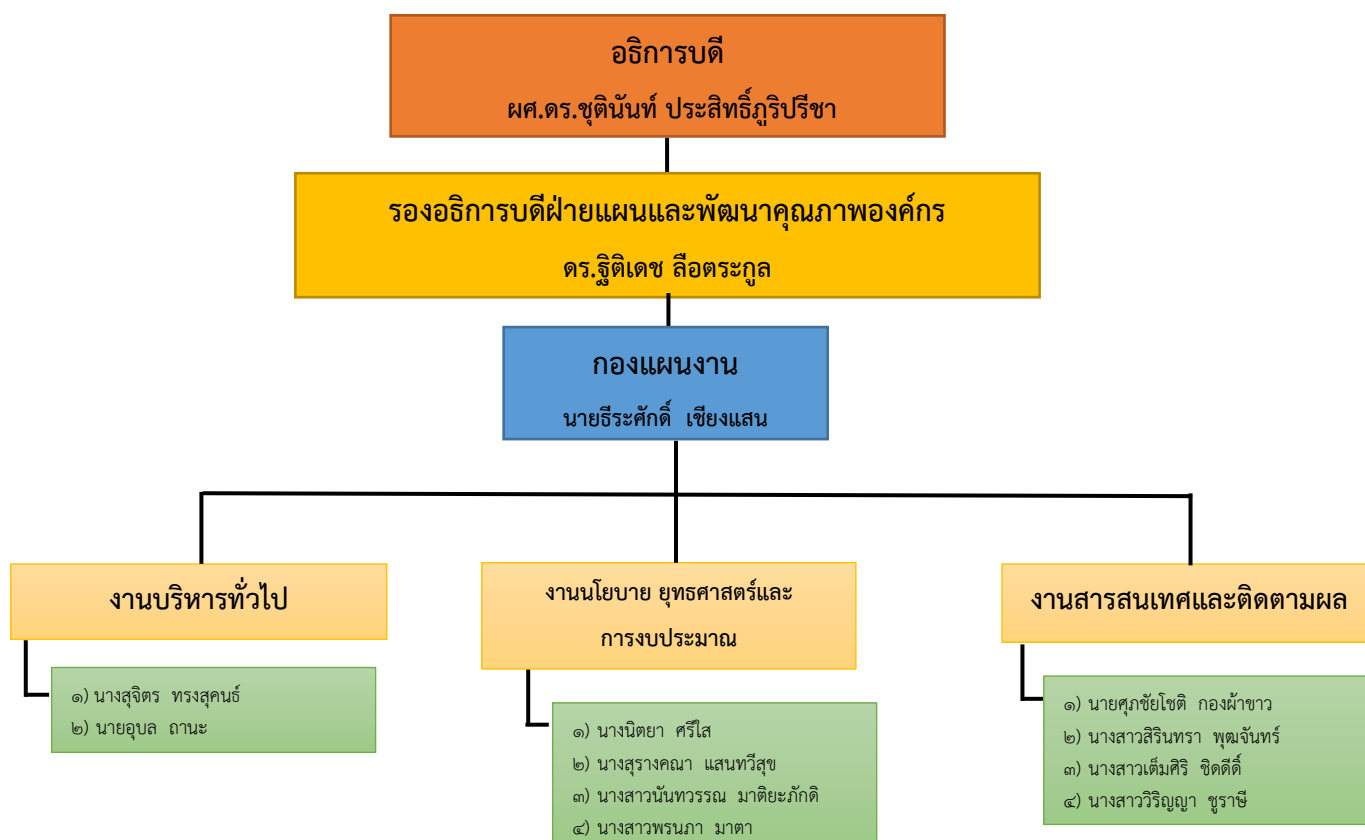 อธิการบดี
ผศ.ดร.ชุตินันท์ ประสิทธิ์ภูริปรีชา
รองอธิการบดีฝ่ายแผนและพัฒนาคุณภาพองค์กร
ดร.ฐิติเดช ลือตระกูล
กองแผนงาน
นายธีระศักดิ์ เชียงแสน
งานบริหารทั่วไป
๑) นางสุจิตร ทรงสุคนธ์
๒) นายอุบล ถานะ
งานนโยบาย ยุทธศาสตร์และ
การงบประมาณ
๑) นางนิตยา ศรีใส
๒) นางสุรางคณา แสนทวีสุข
๓) นางสาวนันทวรรณ มาติยะภักดิ
๔) นางสาวพรนภา มาตา
งานสารสนเทศและติดตามผล
๑) นายศุภชัยโชติ กองผ้าขาว
๒) นางสาวสิรินทรา พุฒจันทร์
๓) นางสาวเต็มศิริ ชิดดีดิ์
๔) นางสาววิริญญา ชูราษี